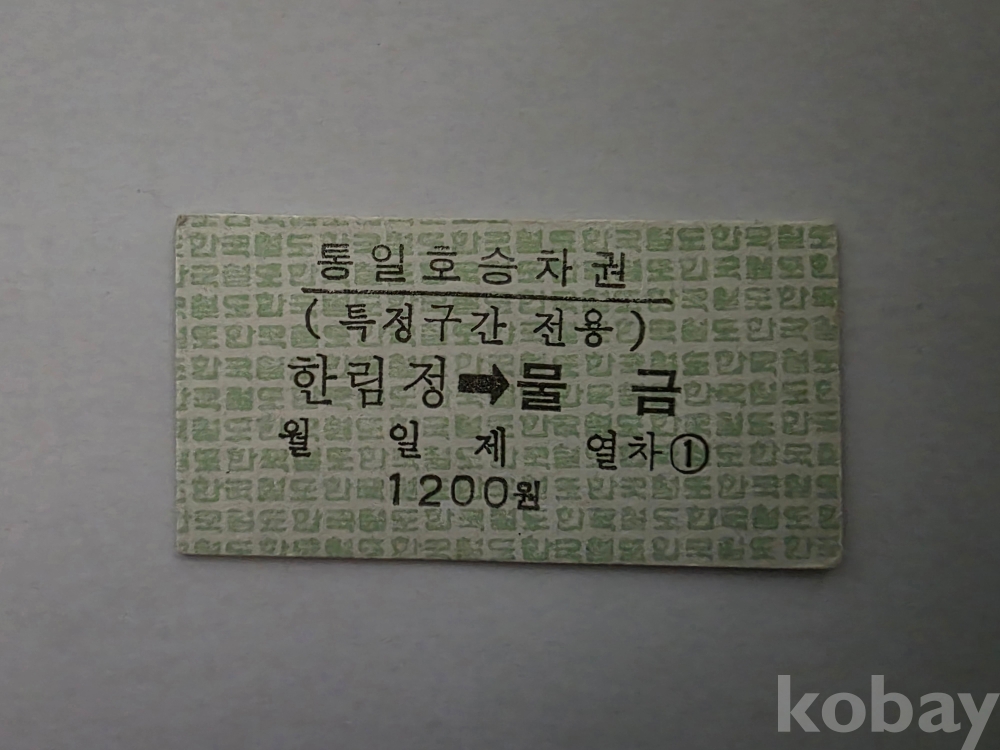 통일호승차권
(특정구간 전용)
한림정➡물 금
월 일 제 열차①
1200원
kobay